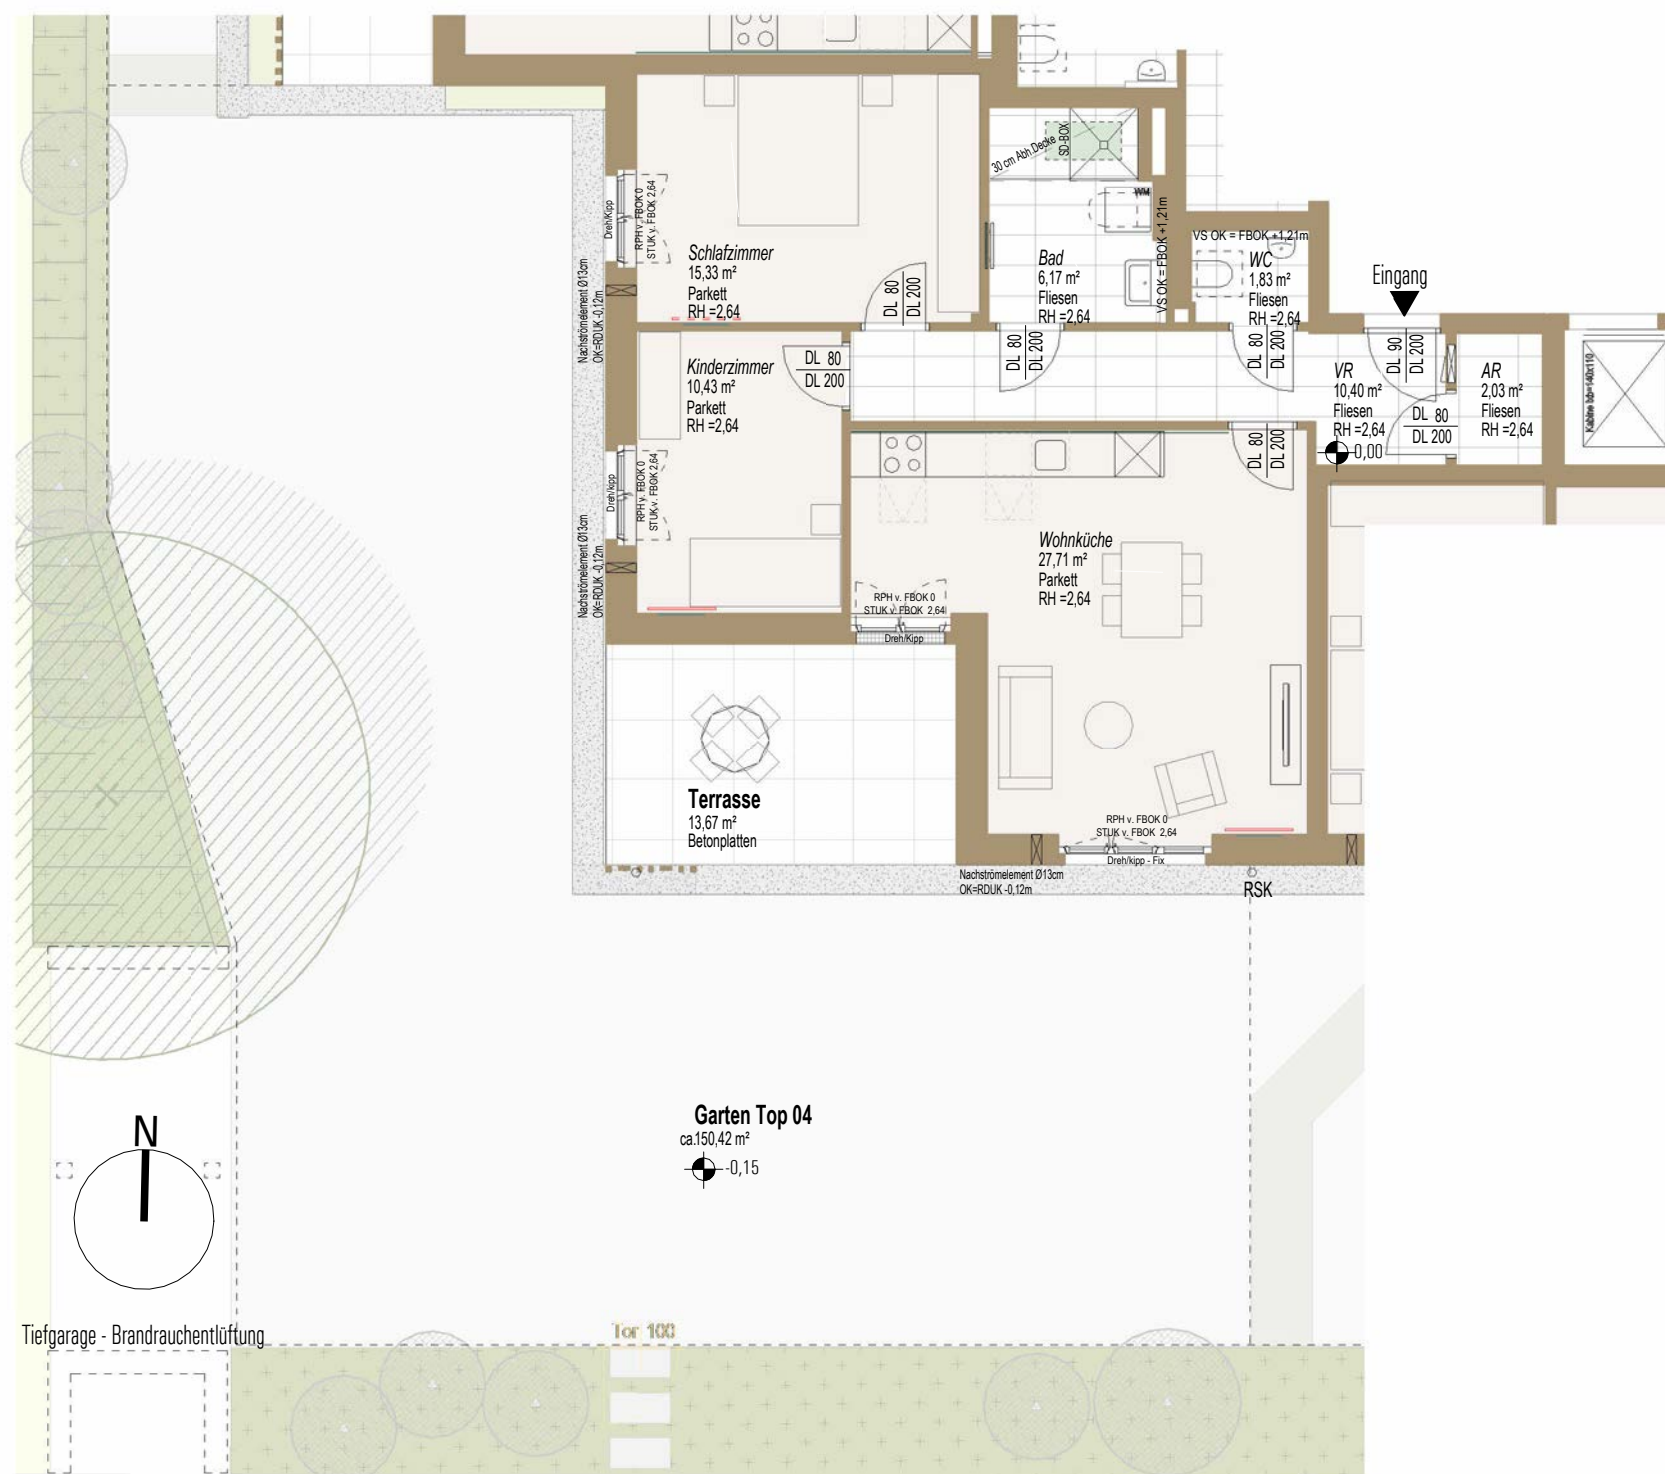 30 cm Abh.Decke
SD-BOX
WM
Dreh/Kipp
RPH v. FBOK 0
STUK v. FBOK 2,64
Schlafzimmer
15,33 m²
Parkett
RH =2,64
DL 80
DL 200
Bad
6,17 m²
Fliesen
RH =2,64
VS OK = FBOK +1,21m
VS OK = FBOK +1,21m
WC
1,83 m²
Fliesen
RH =2,64
Eingang
Nachströmelement Ø13cm
OK=RDUK -0,12m
Kinderzimmer
10,43 m²
Parkett
RH =2,64
DL 80
DL 200
DL 80
DL 200
DL 80
DL 200
DL 90
DL 200
VR
10,40 m²
Fliesen
RH =2,64
0,00
DL 80
DL 200
AR
2,03 m²
Fliesen
RH =2,64
Kabine btb=140x110
DL 80
DL 200
Dreh/kipp
RPH v. FBOK 0
STUK v. FBOK 2,64
Nachströmelement Ø13cm
OK=RDUK -0,12m
Wohnküche
27,71 m²
Parkett
RH =2,64
RPH v. FBOK 0
STUK v. FBOK 2,64
Dreh/Kipp
Terrasse
13,67 m²
Betonplatten
RPH v. FBOK 0
STUK v. FBOK 2,64
Dreh/kipp - Fix
Nachströmelement Ø13cm
OK=RDUK -0,12m
RSK
Garten Top 04
ca.150,42 m²
-0,15
N
Tiefgarage - Brandrauchentlüftung
Tor 100